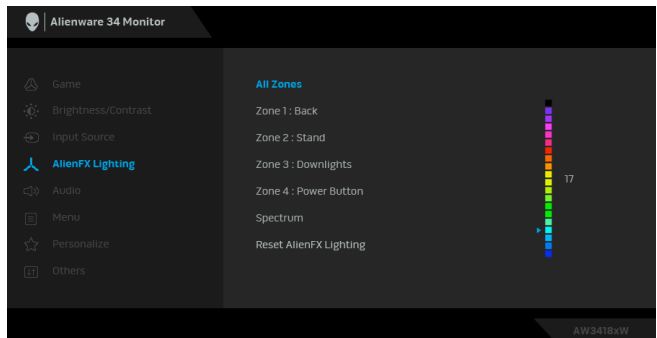 Alienware 34 Monitor
Game
Brightness/Contrast
Input Source
AlienFX Lighting
Audio
Menu
Personalize
Others
All Zones
Zone 1 : Back
Zone 2 : Stand
Zone 3 : Downlights
Zone 4 : Power Button
Spectrum
Reset AlienFX Lighting
17
AW3418xW